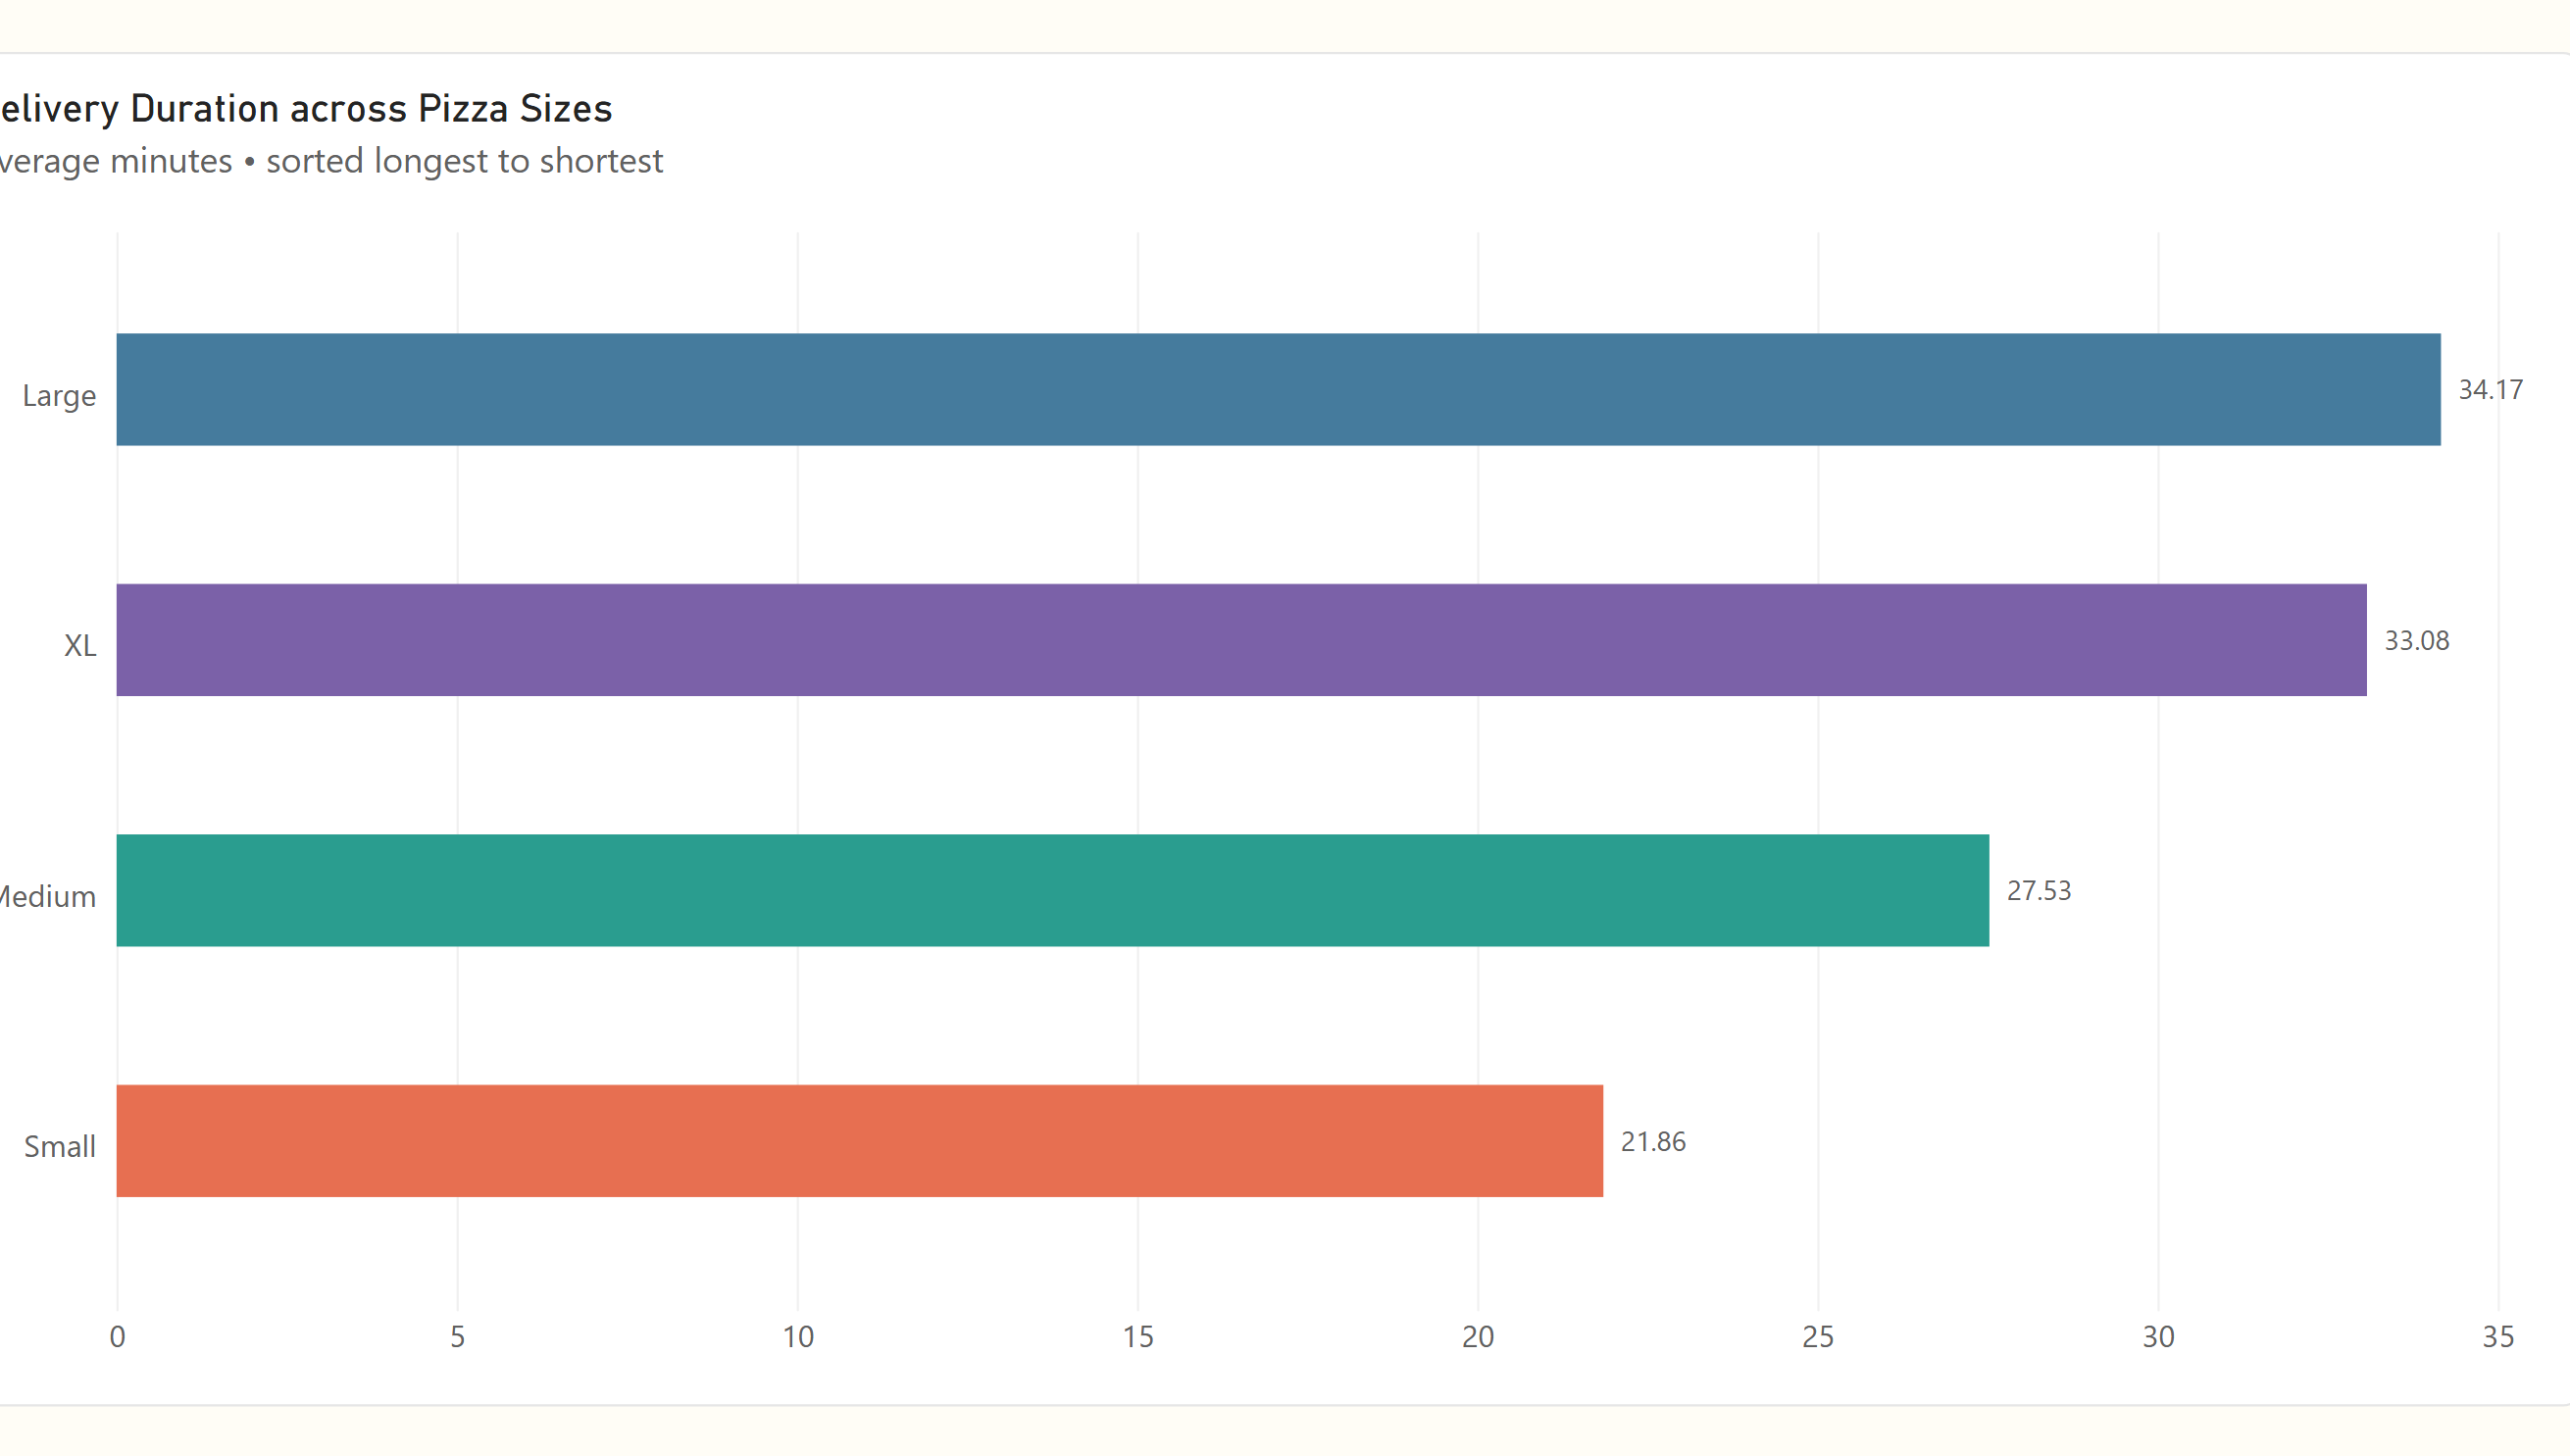 elivery Duration across Pizza Sizes
verage minutes • sorted longest to shortest
Large
34.17
XL
33.08
Medium
27.53
Small
21.86
0 5 10 15 20 25 30 35